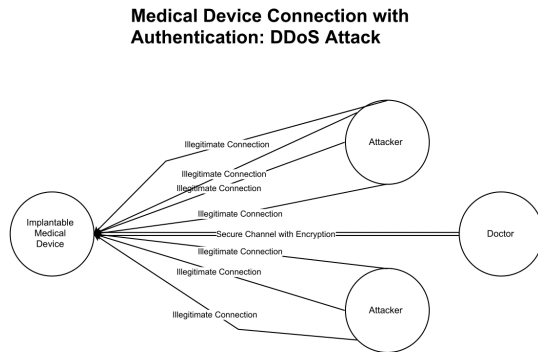 Medical Device Connection with
Authentication: DDoS Attack
Illegitimate Connection
Attacker
Illegitimate Connection
Illegitimate Connection
Illegitimate Connection
Implantable
Medical
Device
Secure Channel with Encryption
Doctor
Illegitimate Connection
Illegitimate Connection
Attacker
Illegitimate Connection